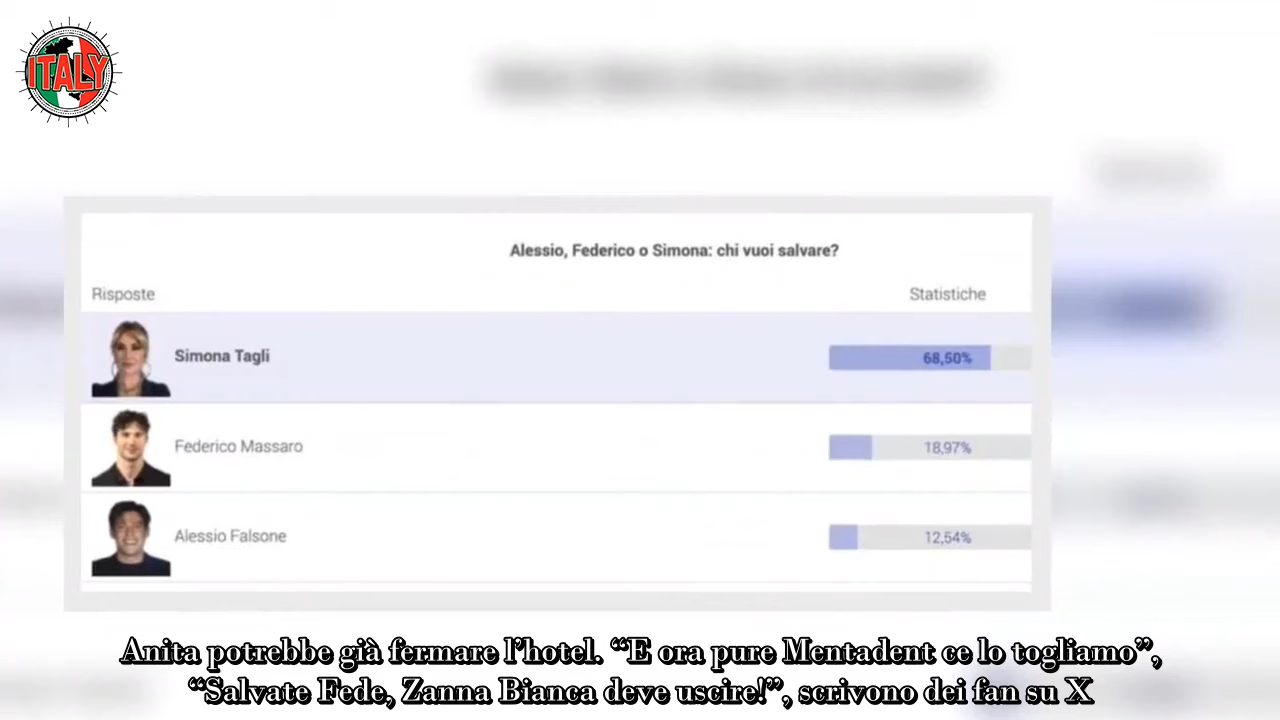 ITALY
Alessio, Federico o Simona: chi vuoi salvare?
Risposte Statistiche
Simona Tagli 68,50%
Federico Massaro 18,97%
Alessio Falsone 12,54%
Anita potrebbe già fermare l'hotel. “E ora pure Mentadent ce lo togliamo”,
“Salvate Fede, Zanna Bianca deve uscire!”, scrivono dei fan su X